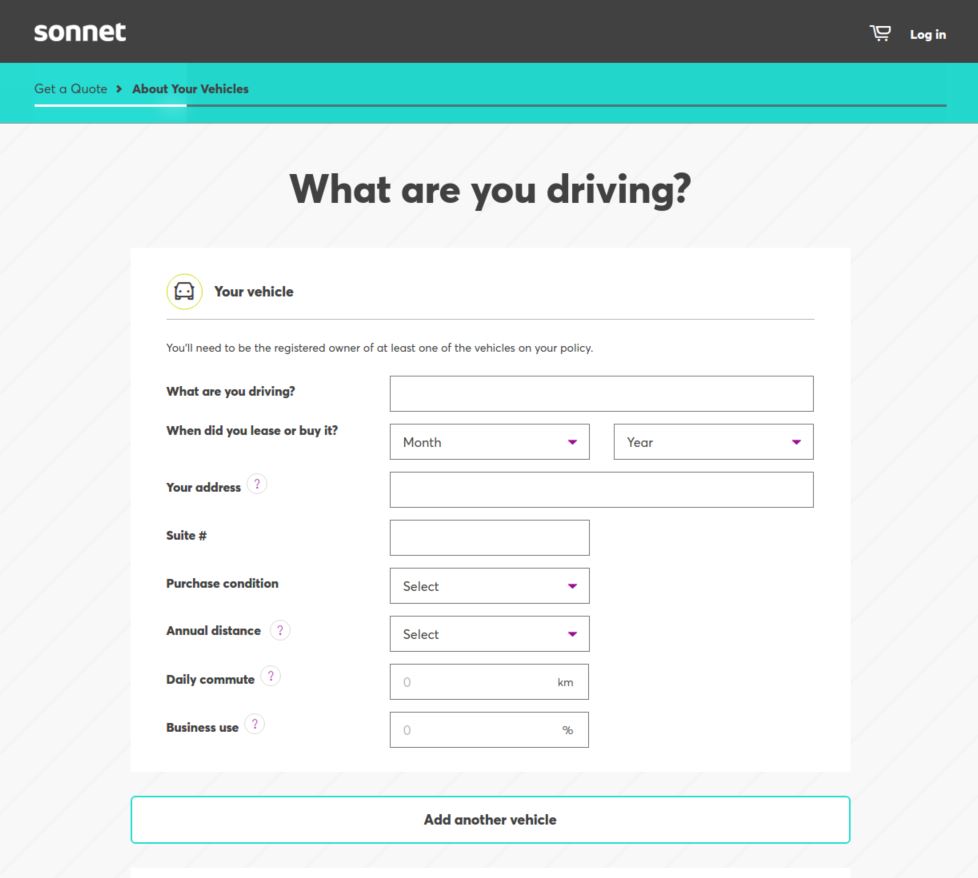 sonnet
Log in
Get a Quote > About Your Vehicles
What are you driving?
Your vehicle
You'll need to be the registered owner of at least one of the vehicles on your policy.
What are you driving?
When did you lease or buy it? Month Year
Your address ?
Suite #
Purchase condition Select
Annual distance ? Select
Daily commute ? 0 km
Business use ? 0 %
Add another vehicle